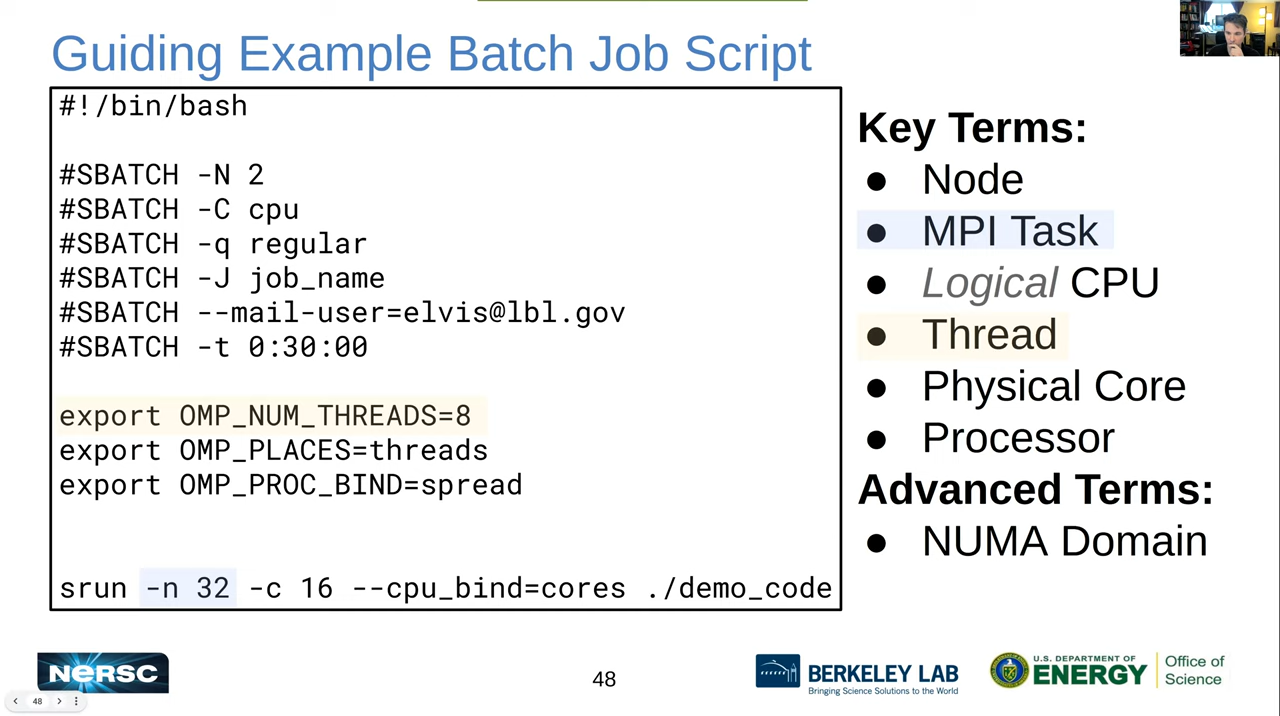 Guiding Example Batch Job Script
#!/bin/bash
#SBATCH -N 2
#SBATCH -C cpu
#SBATCH -q regular
#SBATCH -J job_name
#SBATCH --mail-user=elvis@lbl.gov
#SBATCH -t 0:30:00
export OMP_NUM_THREADS=8
export OMP_PLACES=threads
export OMP_PROC_BIND=spread
srun -n 32 -c 16 --cpu_bind=cores ./demo_code
Key Terms:
● Node
● MPI Task
● Logical CPU
● Thread
● Physical Core
● Processor
Advanced Terms:
● NUMA Domain
NERSC
48
48
BERKELEY LAB
Bringing Science Solutions to the World
U.S. DEPARTMENT OF
ENERGY
Office of
Science